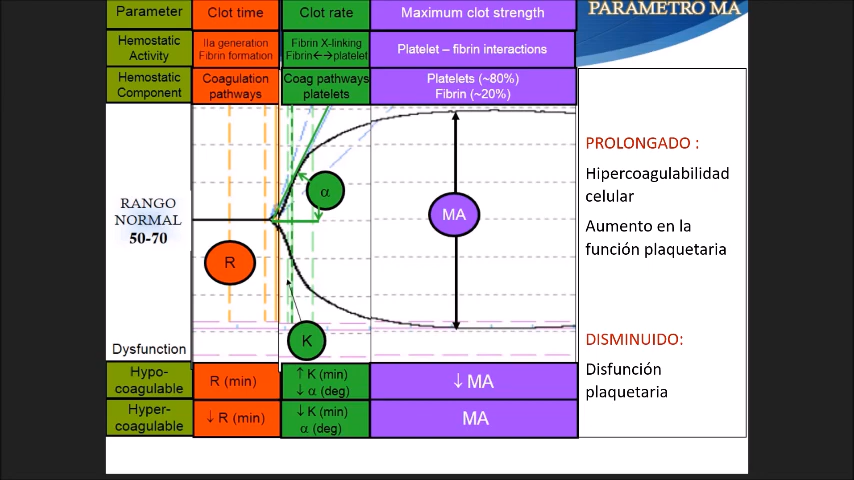 PARAMETRO MA
Parameter
Clot time
Clot rate
Maximum clot strength
Hemostatic
Activity
IIa generation
Fibrin formation
Fibrin X-linking
Fibrin←→platelet
Platelet – fibrin interactions
Hemostatic
Component
Coagulation
pathways
Coag pathways
platelets
Platelets (~80%)
Fibrin (~20%)
RANGO
NORMAL
50-70
R
α
K
MA
PROLONGADO :
Hipercoagulabilidad
celular
Aumento en la
función plaquetaria
DISMINUIDO:
Disfunción
plaquetaria
Dysfunction
Hypo-
coagulable
R (min)
↑ K (min)
↓ α (deg)
↓ MA
Hyper-
coagulable
↓ R (min)
↓ K (min)
α (deg)
MA